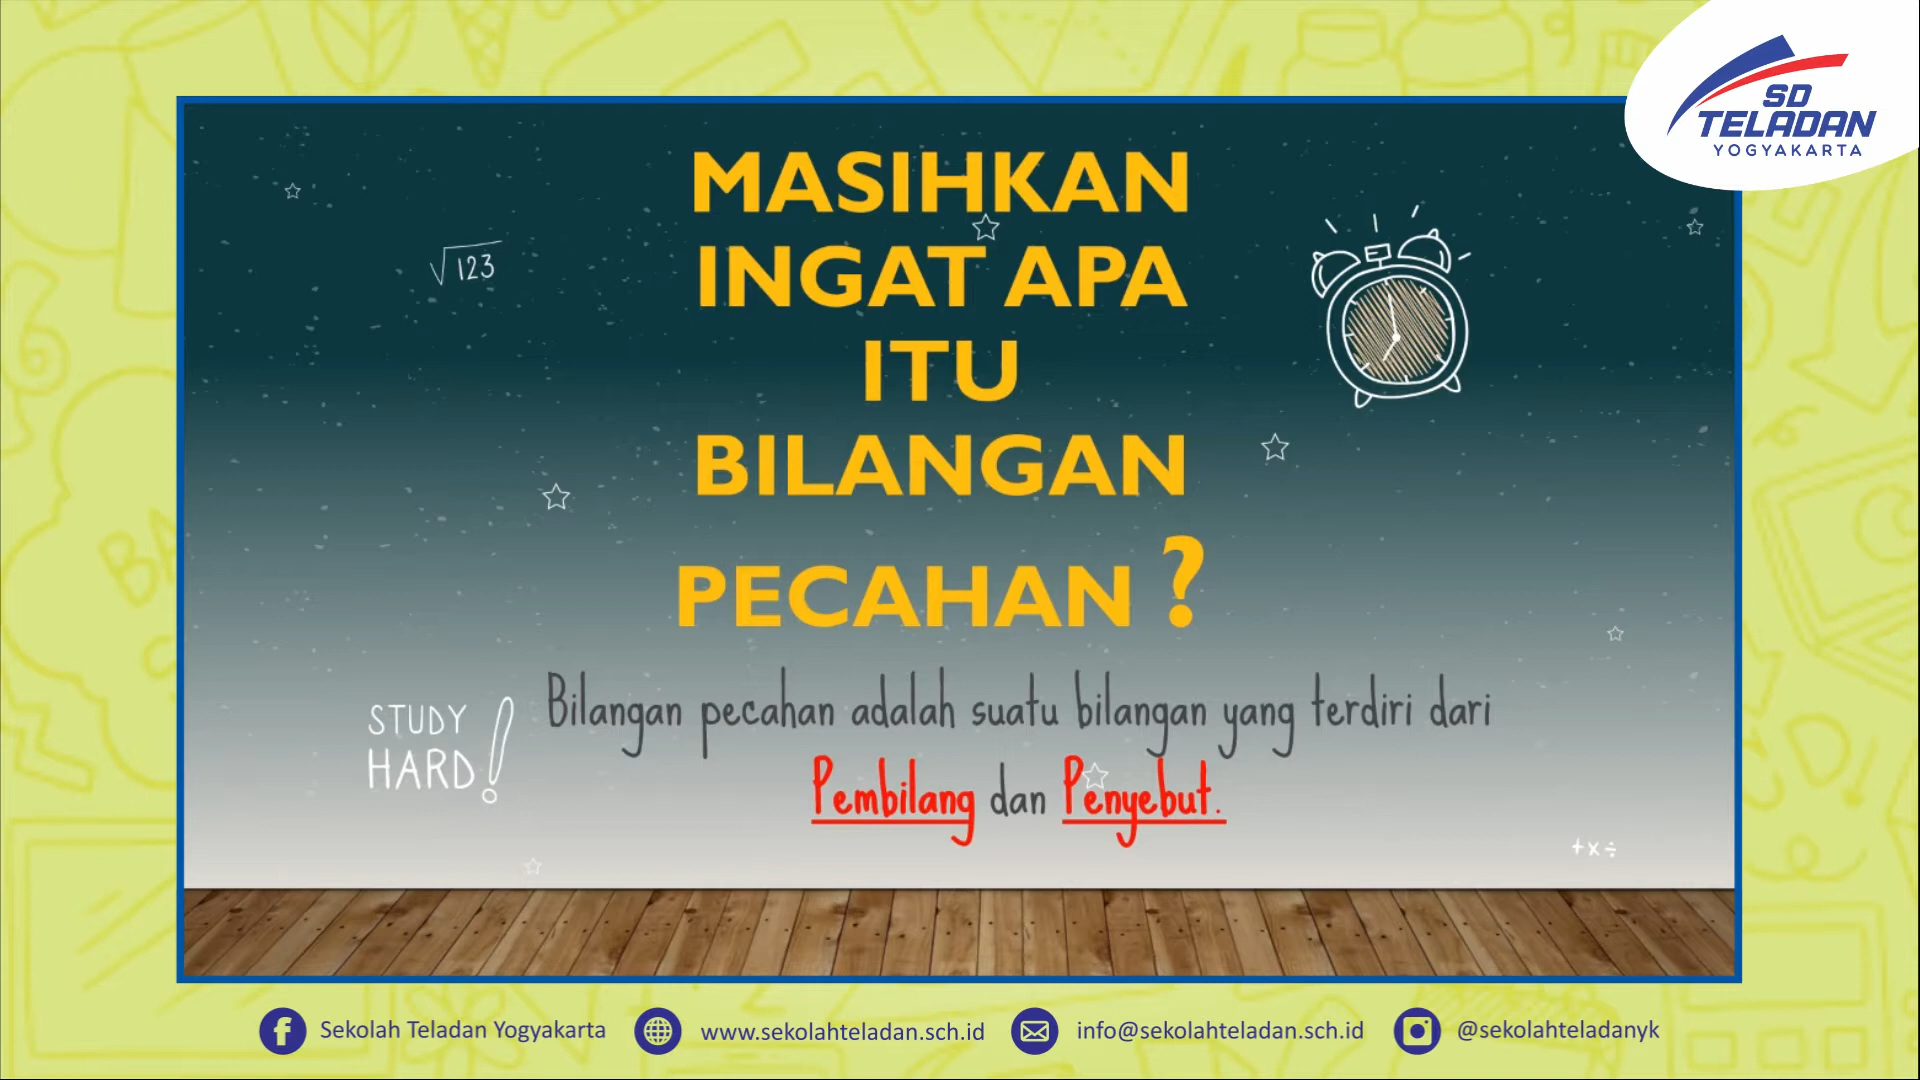 SD
TELADAN
YOGYAKARTA
MASIHKAN
INGAT APA
ITU
BILANGAN
PECAHAN ?
√123
STUDY
HARD!
Bilangan pecahan adalah suatu bilangan yang terdiri dari
Pembilang dan Penyebut.
+x÷
Sekolah Teladan Yogyakarta
www.sekolahteladan.sch.id
info@sekolahteladan.sch.id
@sekolahteladanyk